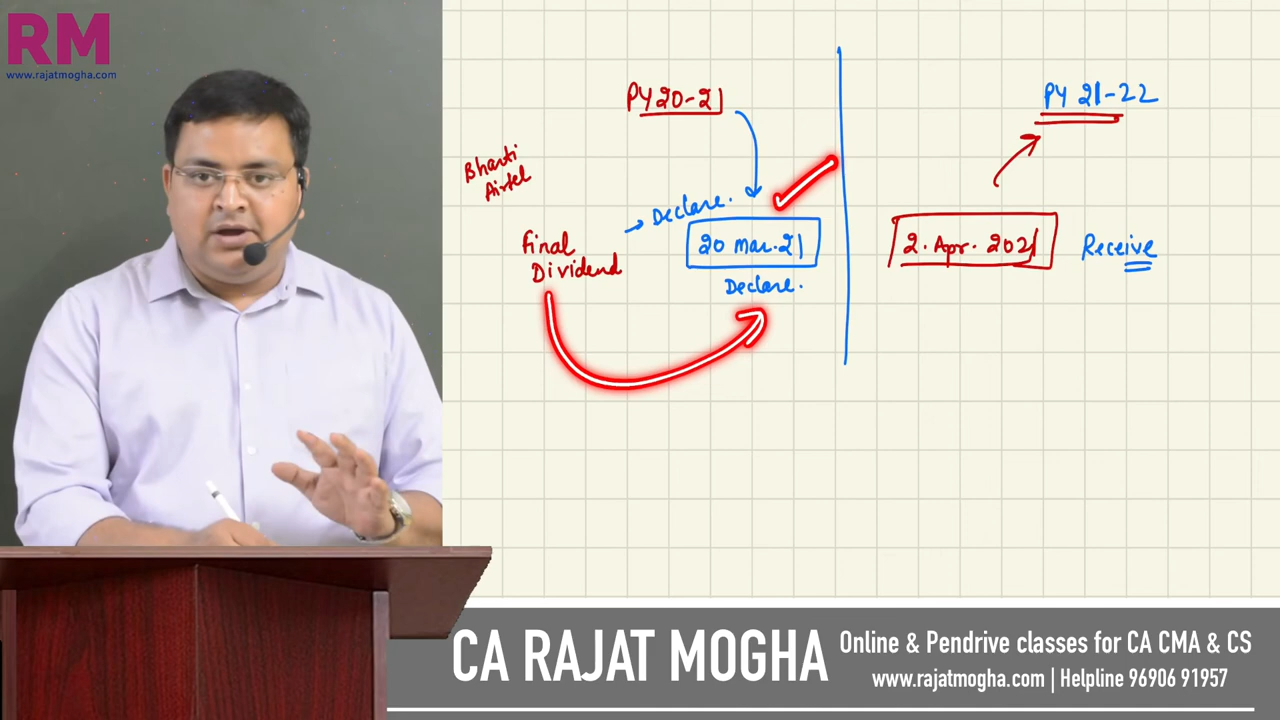 RM
www.rajatmogha.com
PY 20-21
PY 21-22
Bharti
Airtel
→ Declare.
Final
Dividend
20 Mar. 21
2. Apr. 2021
Receive
Declare.
CA RAJAT MOGHA
Online & Pendrive classes for CA CMA & CS
www.rajatmogha.com | Helpline 96906 91957